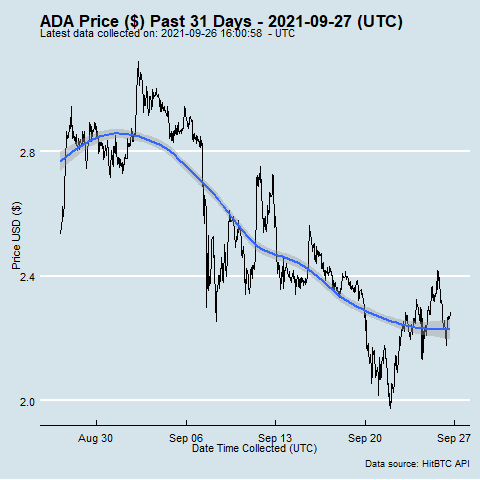 ADA Price ($) Past 31 Days - 2021-09-27 (UTC)
Latest data collected on: 2021-09-26 16:00:58 - UTC
Price USD ($)
2.8
2.4
2.0
Aug 30 Sep 06 Sep 13 Sep 20 Sep 27
Date Time Collected (UTC)
Data source: HitBTC API